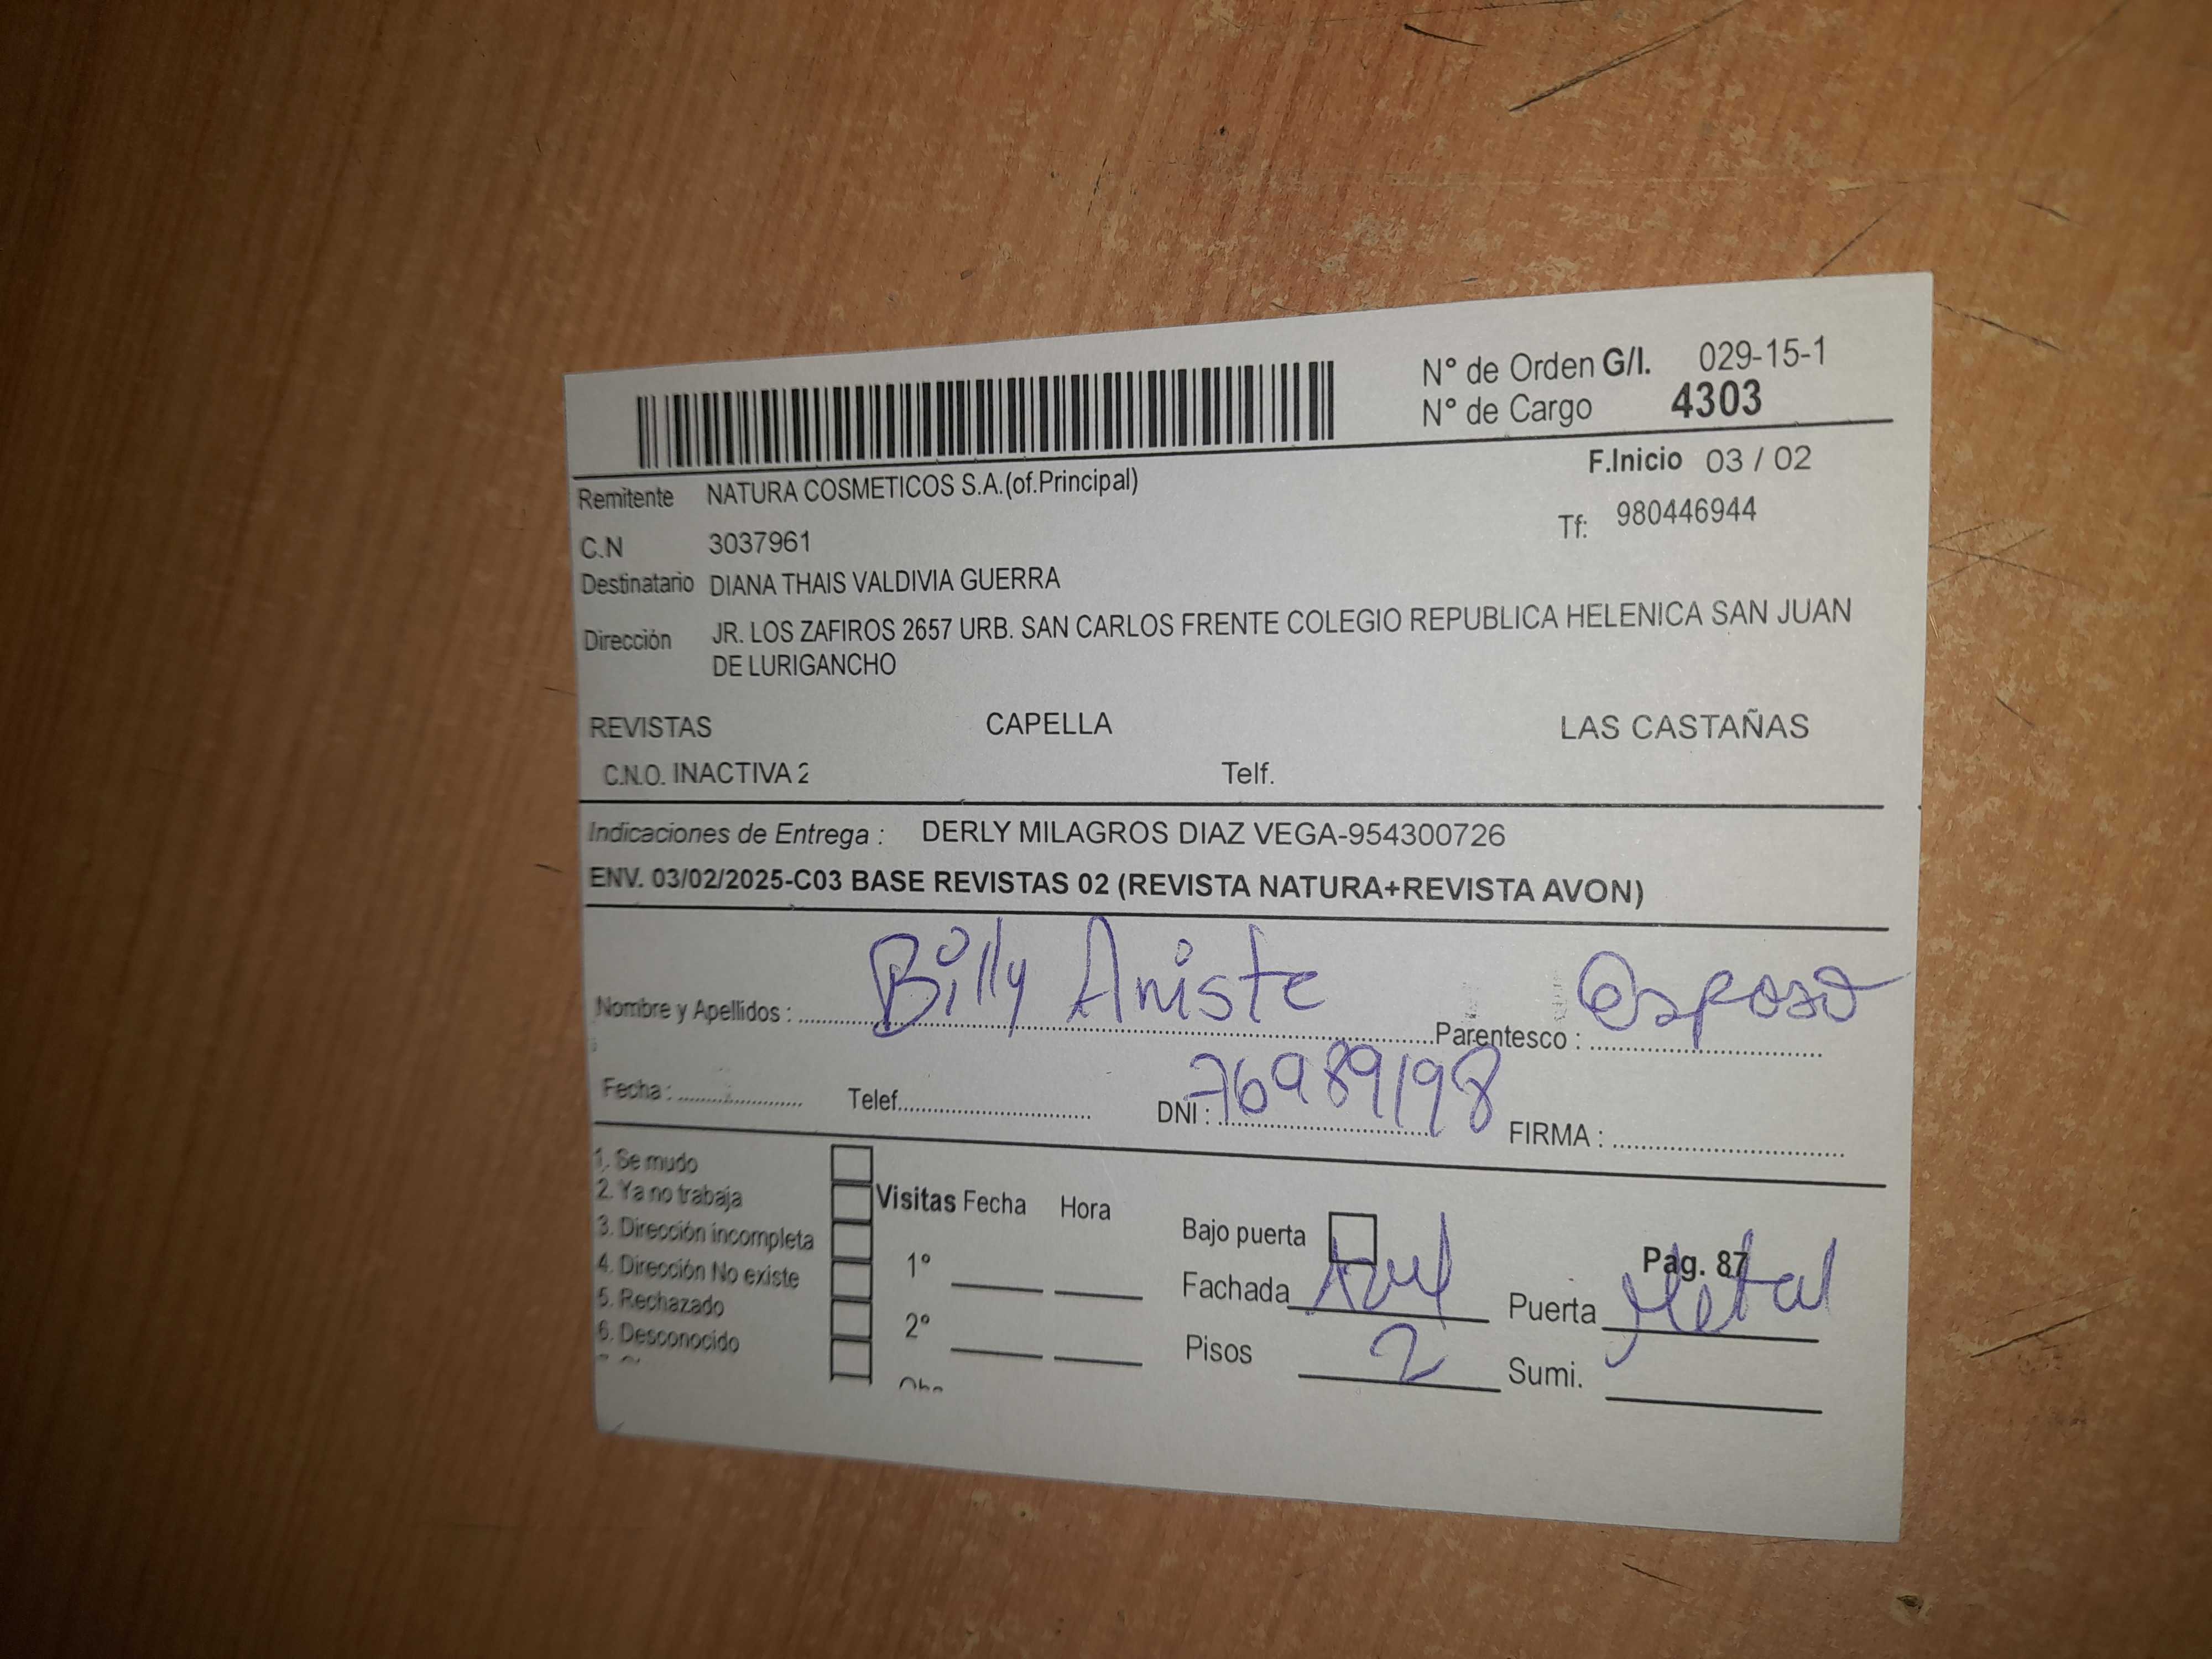 N° de Orden G/I. 029-15-1
N° de Cargo 4303
F.Inicio 03 / 02
Remitente NATURA COSMETICOS S.A.(of.Principal)
Tf: 980446944
C.N 3037961
Destinatario DIANA THAIS VALDIVIA GUERRA
Dirección JR. LOS ZAFIROS 2657 URB. SAN CARLOS FRENTE COLEGIO REPUBLICA HELENICA SAN JUAN
DE LURIGANCHO
REVISTAS CAPELLA LAS CASTAÑAS
C.N.O. INACTIVA 2 Telf.
Indicaciones de Entrega : DERLY MILAGROS DIAZ VEGA-954300726
ENV. 03/02/2025-C03 BASE REVISTAS 02 (REVISTA NATURA+REVISTA AVON)
Nombre y Apellidos : Billy Aniste Parentesco : esposo
Fecha : Telef. DNI : 76989198 FIRMA :
1. Se mudo
2. Ya no trabaja
3. Dirección incompleta
4. Dirección No existe
5. Rechazado
6. Desconocido
Visitas Fecha Hora
1°
2°
Bajo puerta
Pag. 87
Fachada Azul Puerta Metal
Pisos 2 Sumi.